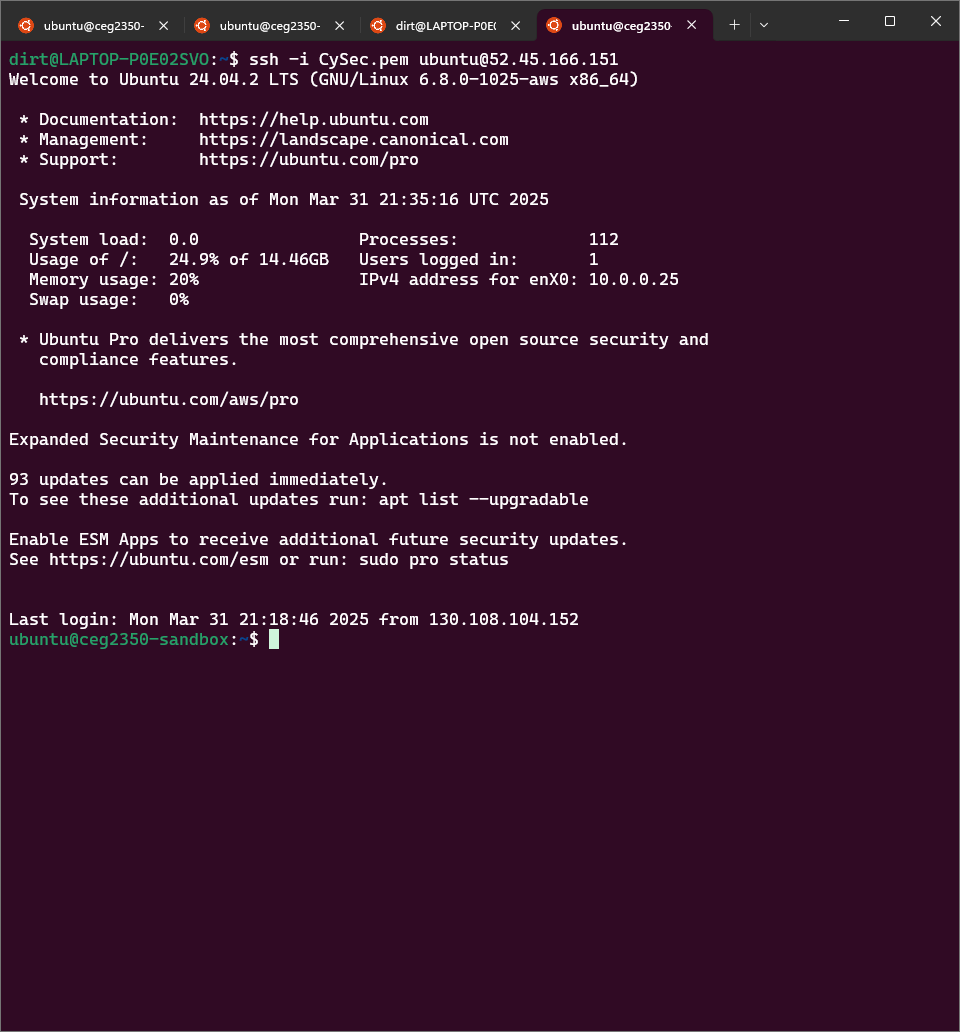 ubuntu@ceg2350- ubuntu@ceg2350- dirt@LAPTOP-P0E0 ubuntu@ceg2350-
dirt@LAPTOP-P0E02SVO:~$ ssh -i CySec.pem ubuntu@52.45.166.151
Welcome to Ubuntu 24.04.2 LTS (GNU/Linux 6.8.0-1025-aws x86_64)

 * Documentation:  https://help.ubuntu.com
 * Management:     https://landscape.canonical.com
 * Support:        https://ubuntu.com/pro

 System information as of Mon Mar 31 21:35:16 UTC 2025

  System load:  0.0                Processes:             112
  Usage of /:   24.9% of 14.46GB   Users logged in:       1
  Memory usage: 20%                IPv4 address for enX0: 10.0.0.25
  Swap usage:   0%

 * Ubuntu Pro delivers the most comprehensive open source security and
   compliance features.

   https://ubuntu.com/aws/pro

Expanded Security Maintenance for Applications is not enabled.

93 updates can be applied immediately.
To see these additional updates run: apt list --upgradable

Enable ESM Apps to receive additional future security updates.
See https://ubuntu.com/esm or run: sudo pro status


Last login: Mon Mar 31 21:18:46 2025 from 130.108.104.152
ubuntu@ceg2350-sandbox:~$